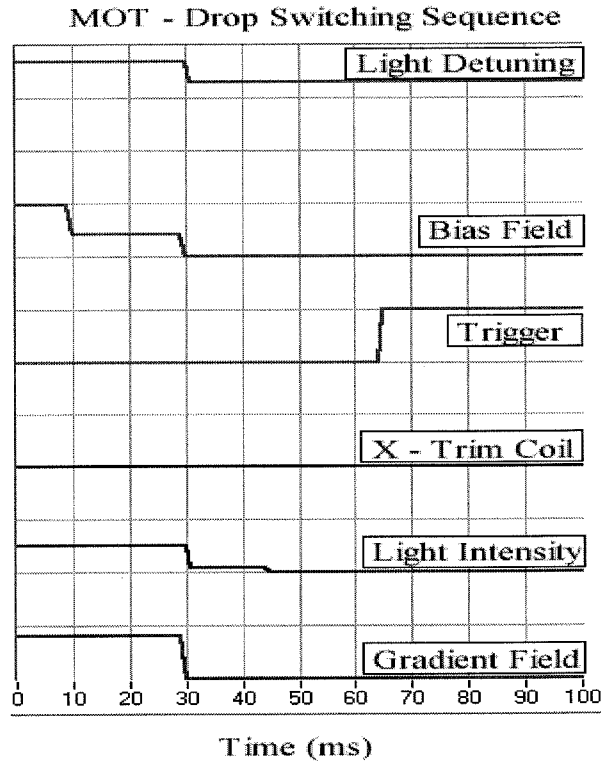 MOT - Drop Switching Sequence
Light Detuning
Bias Field
Trigger
X - Trim Coil
Light Intensity
Gradient Field
0 10 20 30 40 50 60 70 80 90 100
Time (ms)